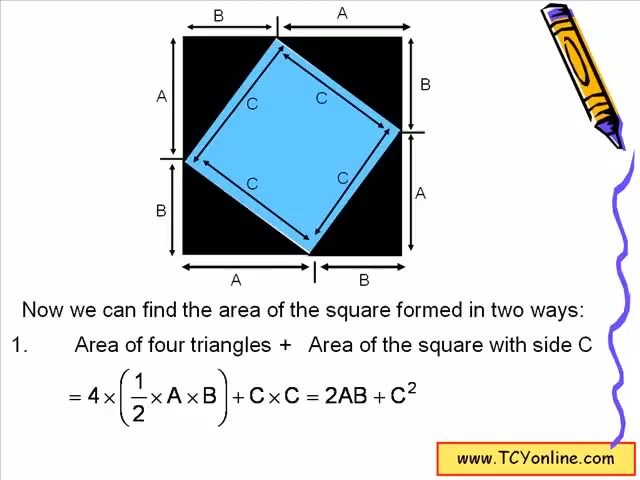 B A
A B
C C
C C
B A
A B
Now we can find the area of the square formed in two ways:
1. Area of four triangles + Area of the square with side C
= 4 × (1/2 × A × B) + C × C = 2AB + C²
www.TCYonline.com